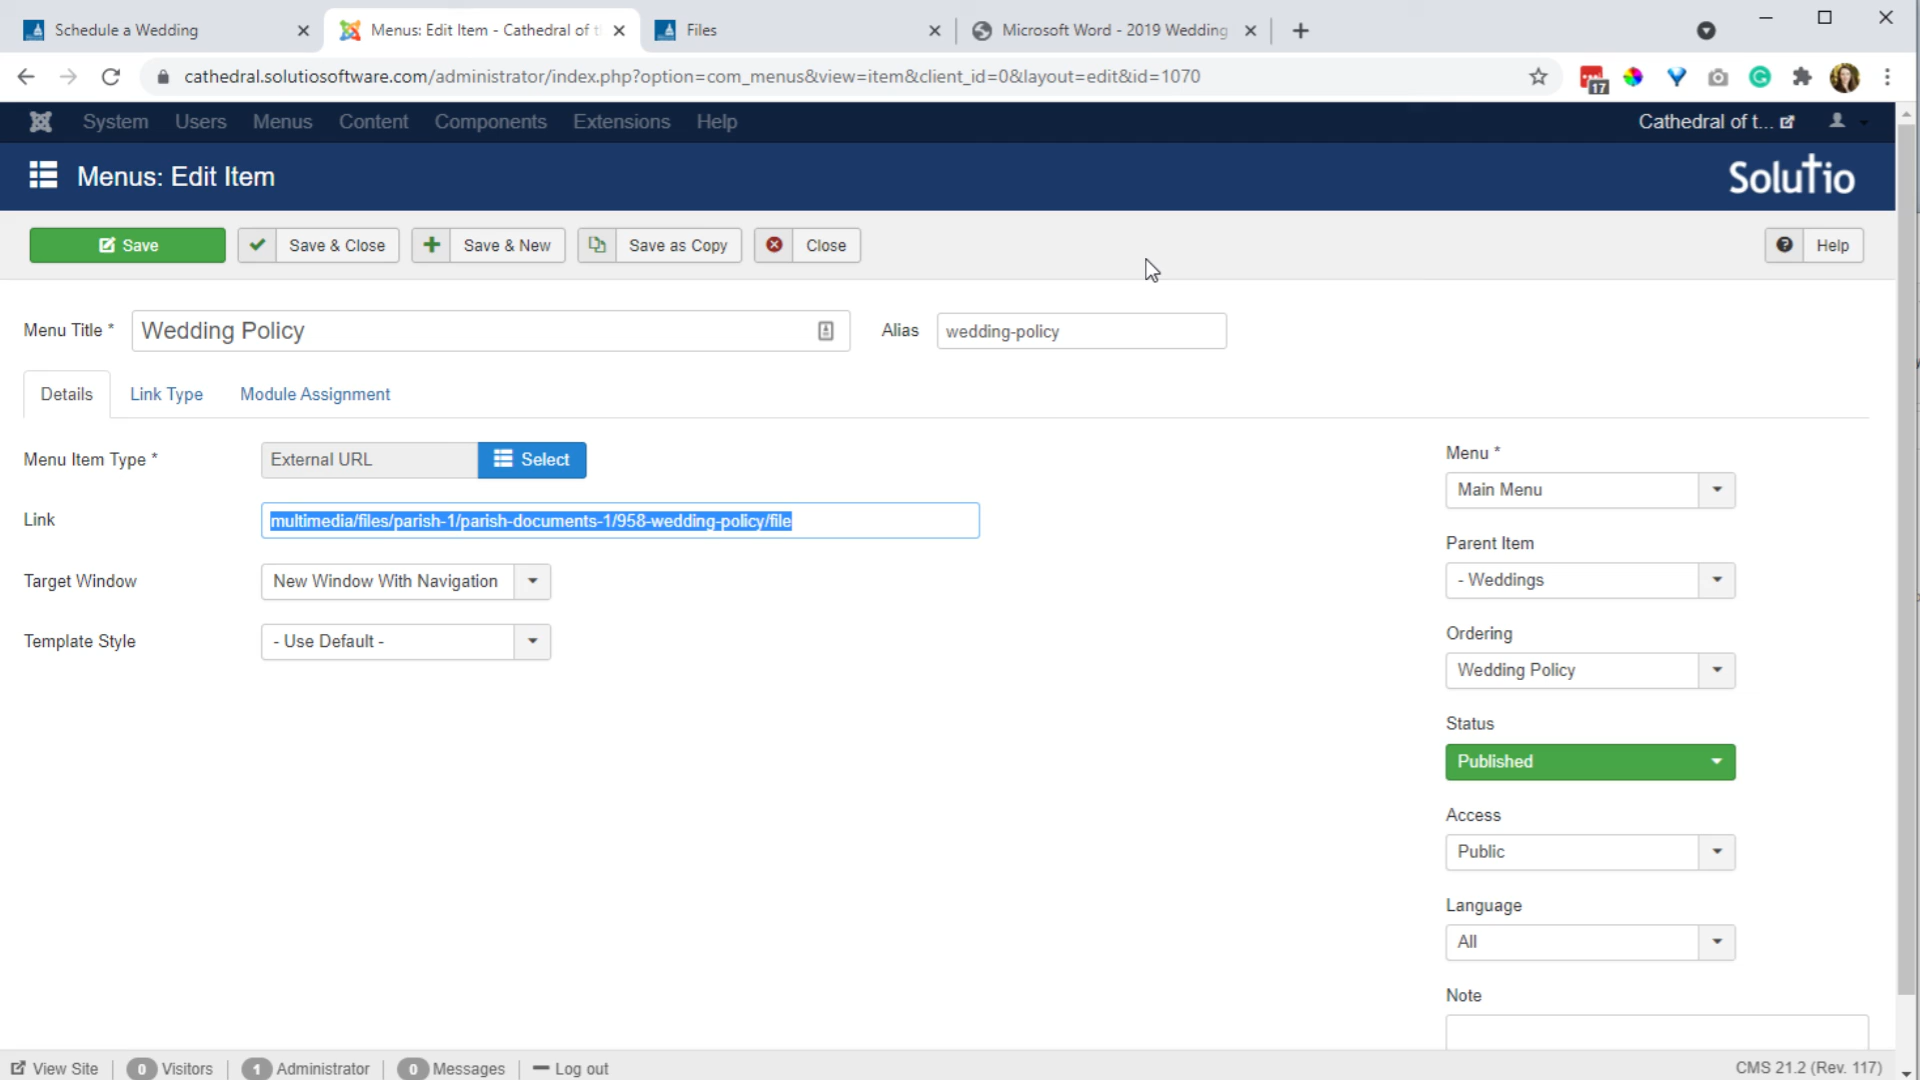 Schedule a Wedding
Menus: Edit Item - Cathedral of t
Files
Microsoft Word - 2019 Wedding
cathedral.solutiosoftware.com/administrator/index.php?option=com_menus&view=item&client_id=0&layout=edit&id=1070
17
System Users Menus Content Components Extensions Help
Cathedral of t...
Menus: Edit Item
Solutio
Save
Save & Close
Save & New
Save as Copy
Close
Help
Menu Title *
Wedding Policy
Alias
wedding-policy
Details
Link Type
Module Assignment
Menu Item Type *
External URL
Select
Link
multimedia/files/parish-1/parish-documents-1/958-wedding-policy/file
Target Window
New Window With Navigation
Template Style
- Use Default -
Menu *
Main Menu
Parent Item
- Weddings
Ordering
Wedding Policy
Status
Published
Access
Public
Language
All
Note
View Site
0 Visitors
1 Administrator
0 Messages
Log out
CMS 21.2 (Rev. 117)